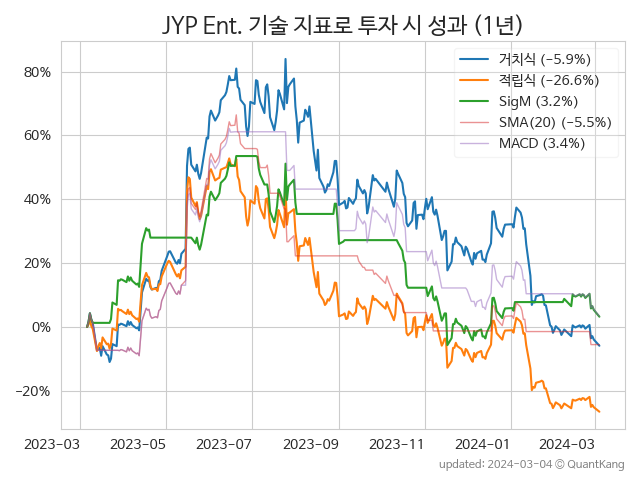 JYP Ent. 기술 지표로 투자 시 성과 (1년)
거치식 (−5.9%)
적립식 (−26.6%)
SigM (3.2%)
SMA(20) (−5.5%)
MACD (3.4%)
80%
60%
40%
20%
0%
−20%
2023-03 2023-05 2023-07 2023-09 2023-11 2024-01 2024-03
updated: 2024-03-04 ⓒ QuantKang